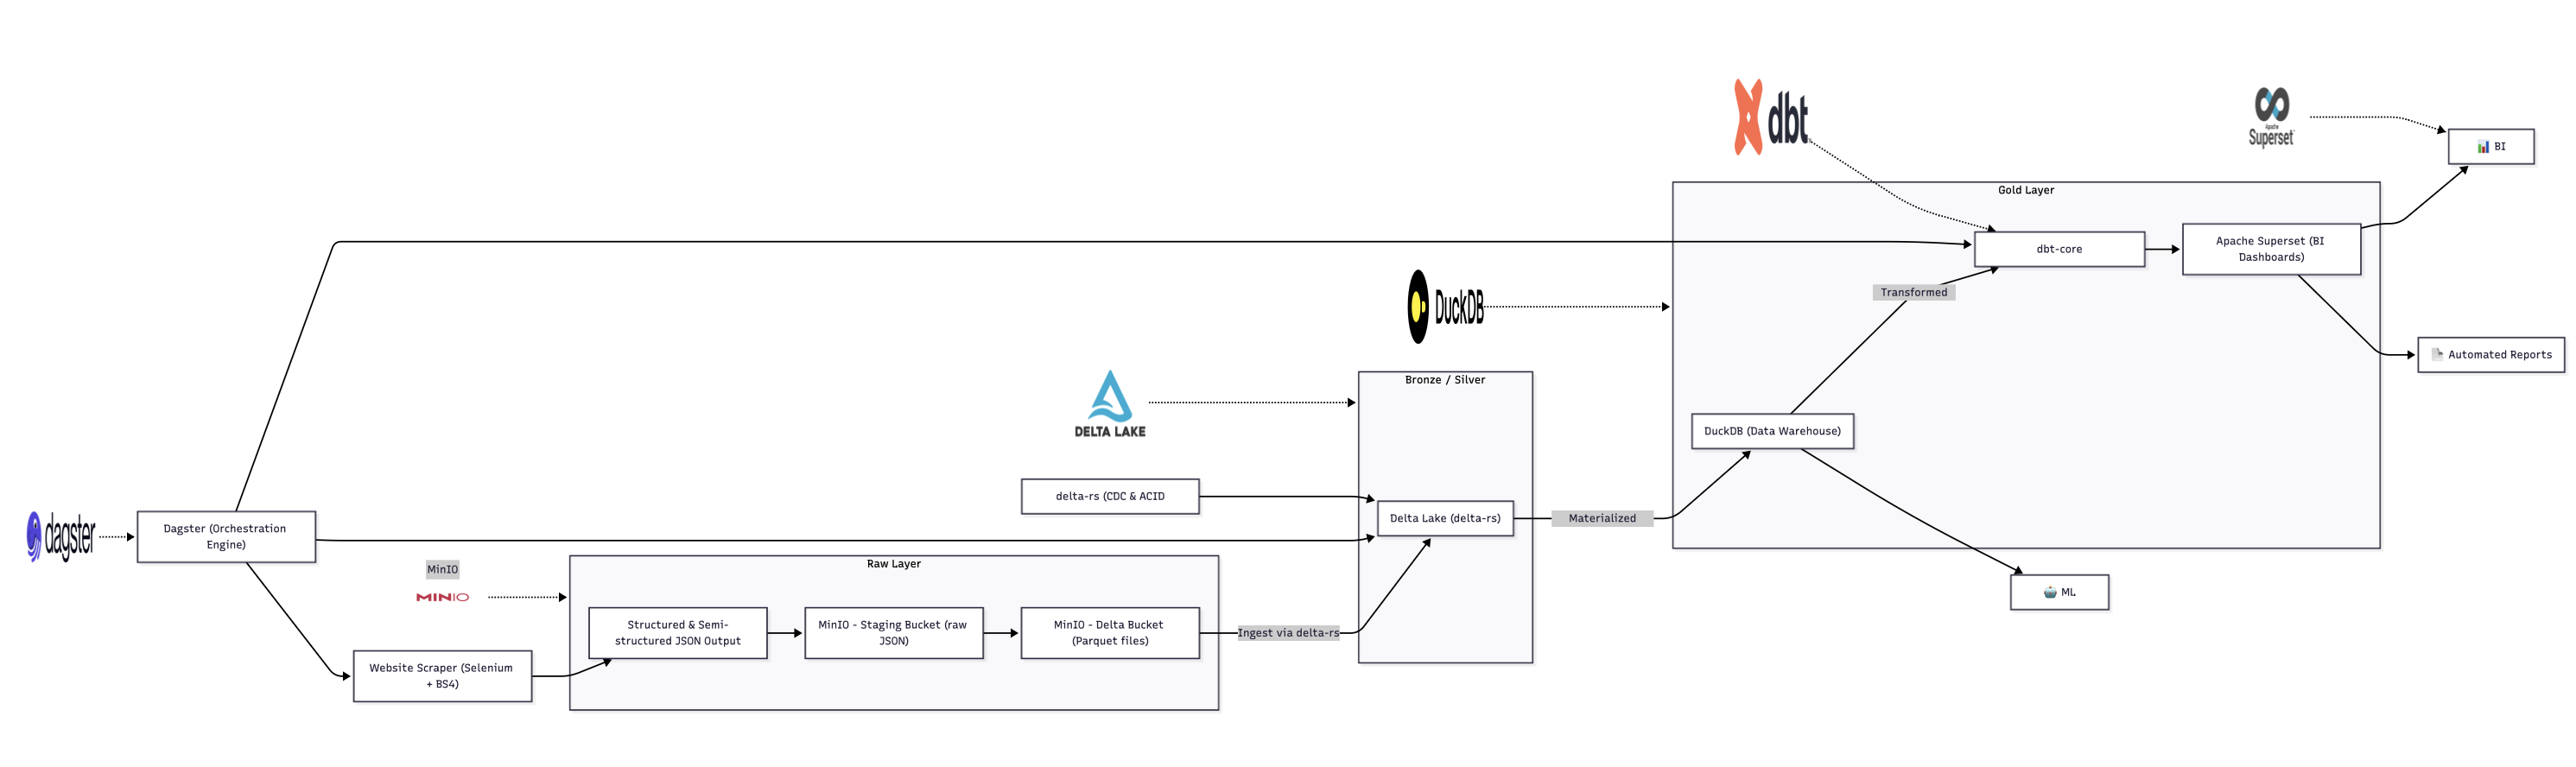 dagster
Dagster (Orchestration
Engine)
MinIO
MINIO
Website Scraper (Selenium
+ BS4)
Raw Layer
Structured & Semi-
structured JSON Output
MinIO - Staging Bucket (raw
JSON)
MinIO - Delta Bucket
(Parquet files)
Ingest via delta-rs
DELTA LAKE
delta-rs (CDC & ACID
Bronze / Silver
Delta Lake (delta-rs)
Materialized
DuckDB
dbt
Gold Layer
DuckDB (Data Warehouse)
Transformed
dbt-core
Apache Superset (BI
Dashboards)
Apache
Superset
BI
Automated Reports
ML